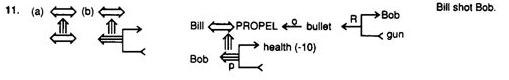 11. (a) (b) Bill PROPEL o bullet R Bob Bill shot Bob.
gun
health (-10)
Bob p